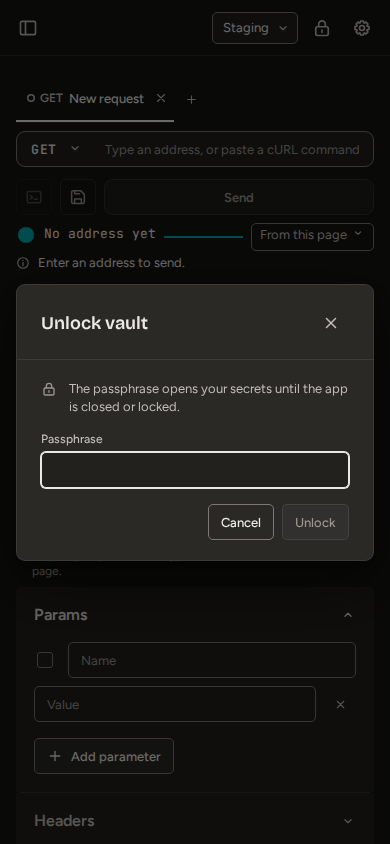 Staging
GET New request
GET Type an address, or paste a cURL command
Send
No address yet
From this page
Enter an address to send.
Unlock vault
The passphrase opens your secrets until the app
is closed or locked.
Passphrase
Cancel
Unlock
page.
Params
Name
Value
Add parameter
Headers